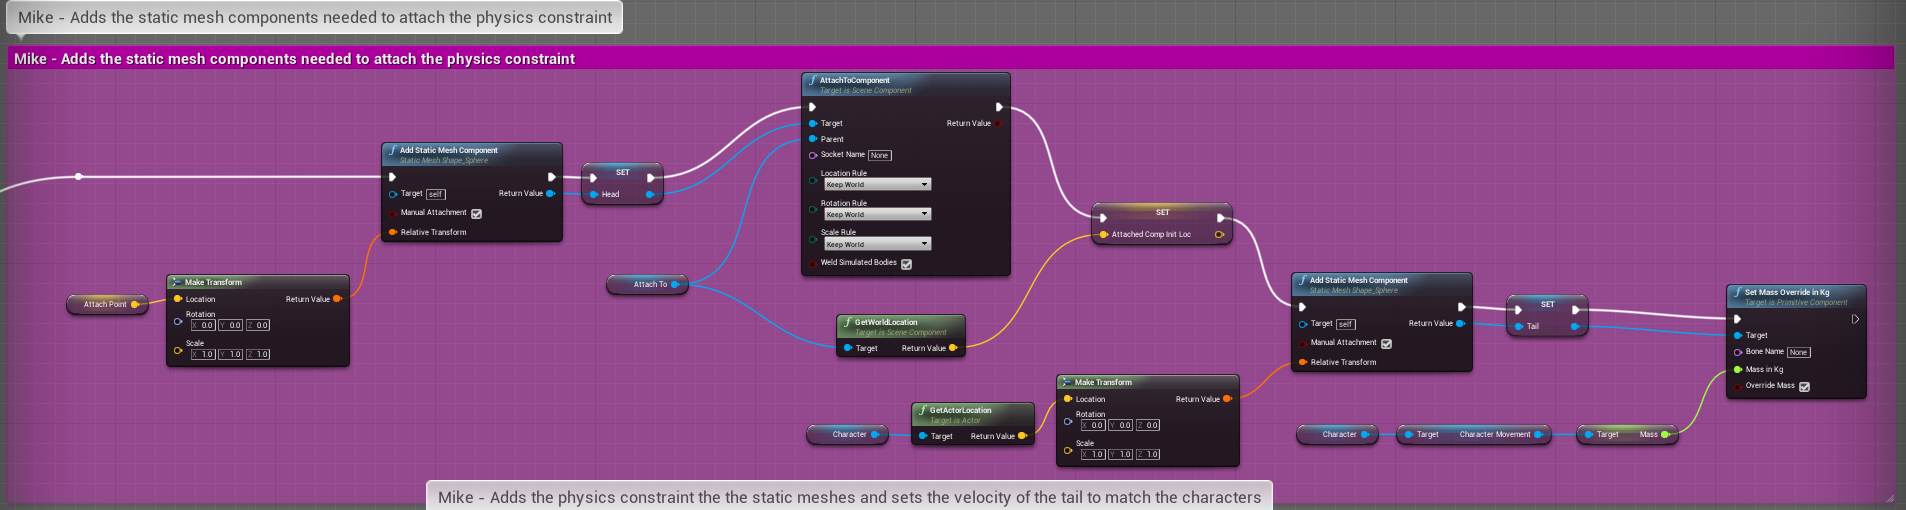 Mike - Adds the static mesh components needed to attach the physics constraint
Mike - Adds the static mesh components needed to attach the physics constraint
Attach Point
Make Transform
Location
Return Value
Rotation
X 0.0 Y 0.0 Z 0.0
Scale
X 1.0 Y 1.0 Z 1.0
Add Static Mesh Component
Static Mesh Shape_Sphere
Target self
Return Value
Manual Attachment
Relative Transform
SET
Head
Attach To
AttachToComponent
Target is Scene Component
Target
Return Value
Parent
Socket Name None
Location Rule
Keep World
Rotation Rule
Keep World
Scale Rule
Keep World
Weld Simulated Bodies
GetWorldLocation
Target is Scene Component
Target
Return Value
SET
Attached Comp Init Loc
Character
GetActorLocation
Target is Actor
Target
Return Value
Make Transform
Location
Return Value
Rotation
X 0.0 Y 0.0 Z 0.0
Scale
X 1.0 Y 1.0 Z 1.0
Add Static Mesh Component
Static Mesh Shape_Sphere
Target self
Return Value
Manual Attachment
Relative Transform
SET
Tail
Character
Target
Character Movement
Target
Mass
Set Mass Override in Kg
Target is Primitive Component
Target
Bone Name None
Mass in Kg
Override Mass
Mike - Adds the physics constraint the the static meshes and sets the velocity of the tail to match the characters